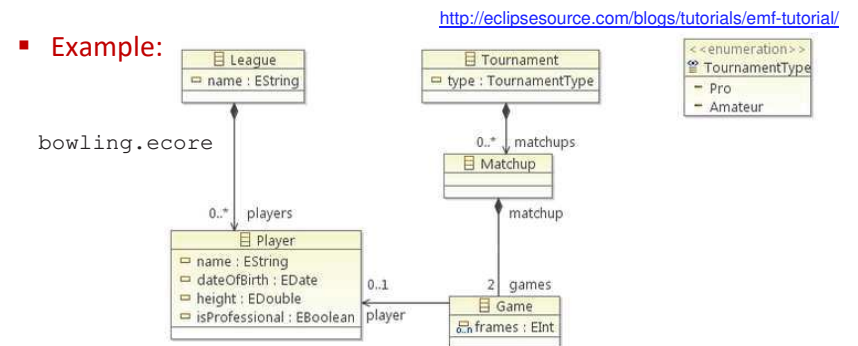 http://eclipsesource.com/blogs/tutorials/emf-tutorial/
▪ Example:
bowling.ecore
League
name : EString
0..* players
Tournament
type : TournamentType
0..* matchups
<<enumeration>>
TournamentType
Pro
Amateur
Matchup
matchup
2 games
Player
name : EString
dateOfBirth : EDate
height : EDouble
isProfessional : EBoolean
0..1
player
Game
0..n frames : EInt